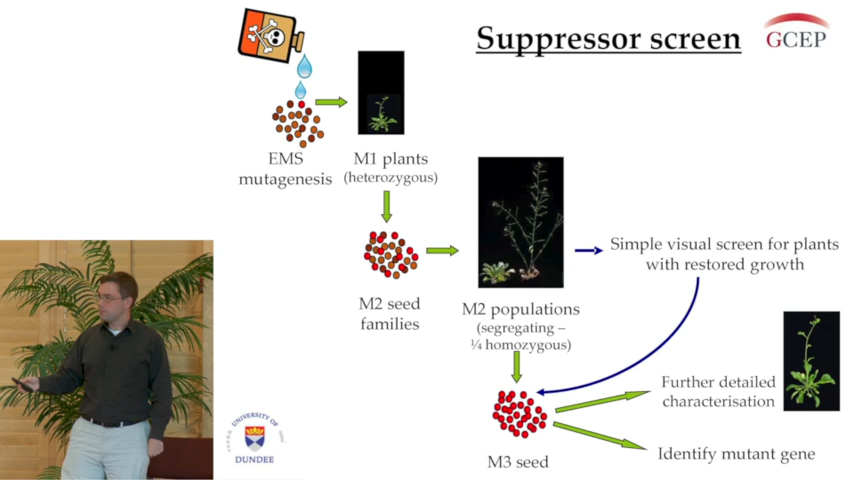 Suppressor screen
GCEP
EMS
mutagenesis
M1 plants
(heterozygous)
M2 seed
families
M2 populations
(segregating –
¼ homozygous)
Simple visual screen for plants
with restored growth
M3 seed
Further detailed
characterisation
Identify mutant gene
UNIVERSITY OF
DUNDEE